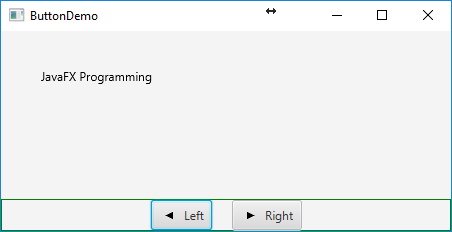 ButtonDemo
JavaFX Programming
Left
Right